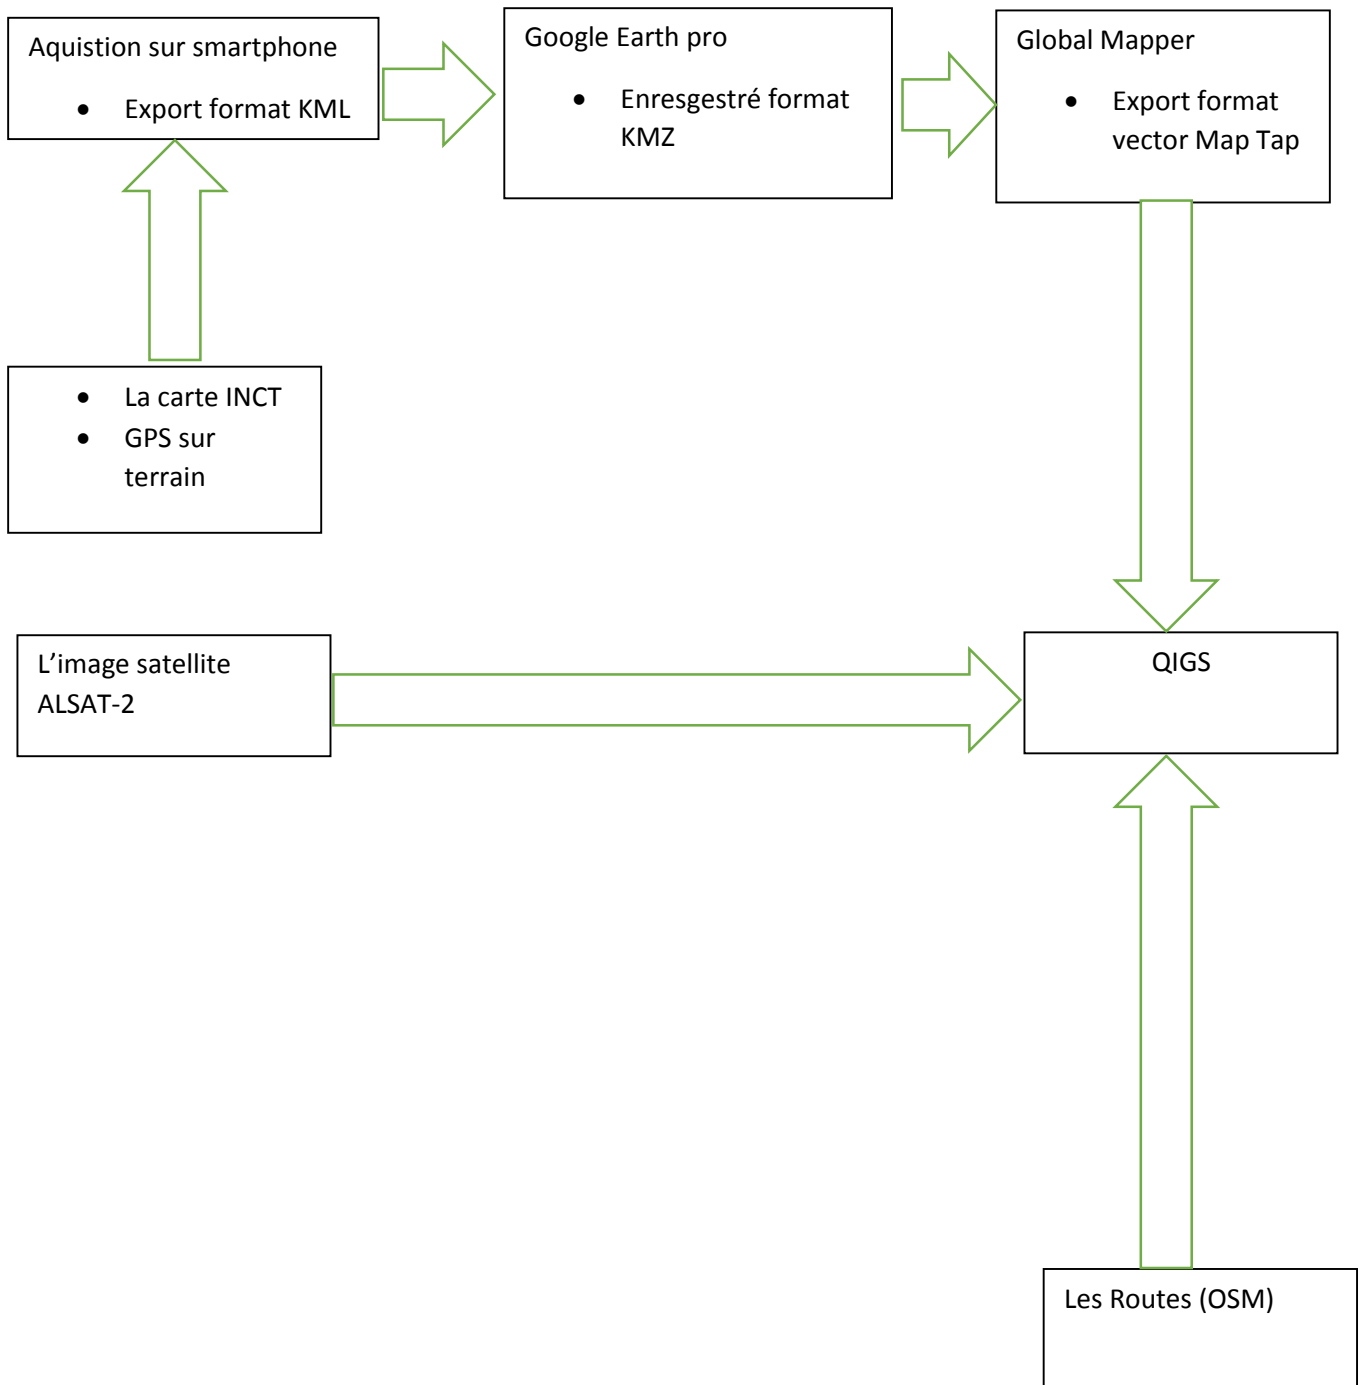 Aquistion sur smartphone
• Export format KML
Google Earth pro
• Enresgestré format
KMZ
Global Mapper
• Export format
vector Map Tap
• La carte INCT
• GPS sur
terrain
L’image satellite
ALSAT-2
QIGS
Les Routes (OSM)